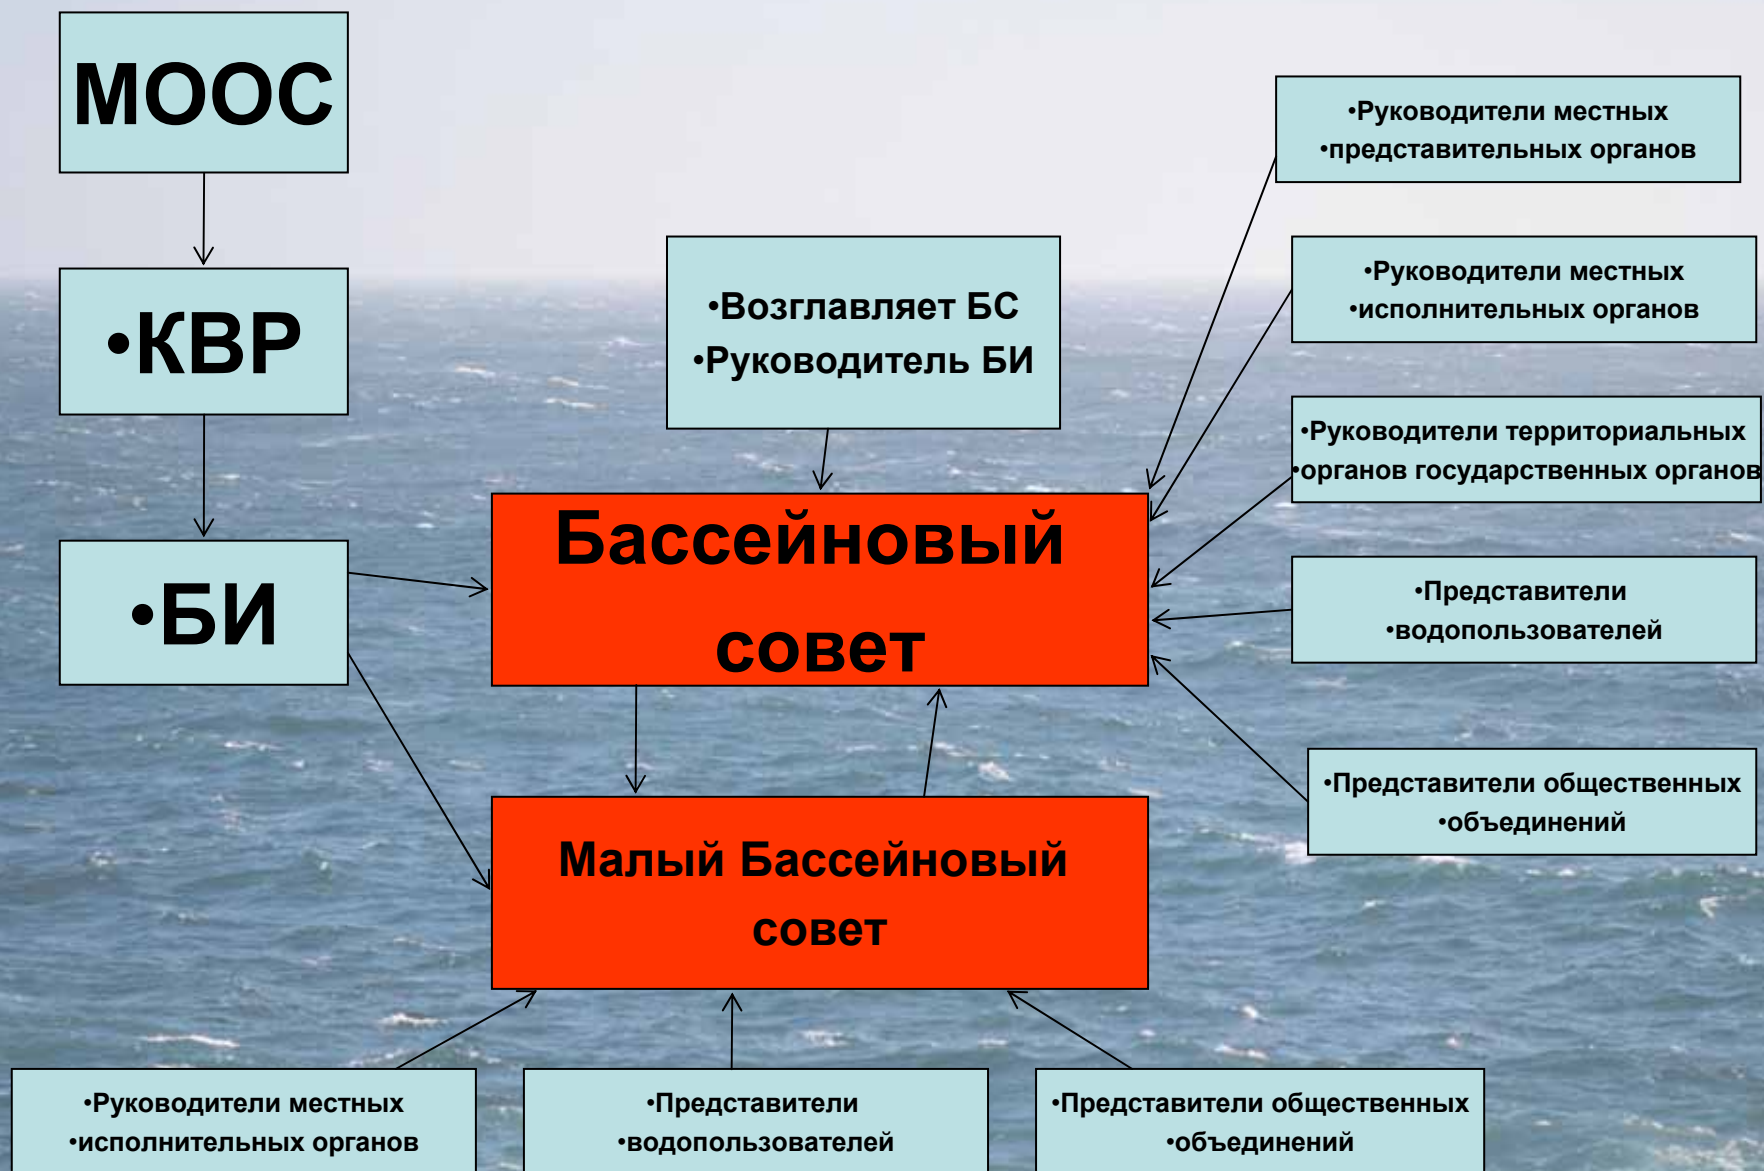 МООС
•КВР
•БИ
•Возглавляет БС
•Руководитель БИ
Бассейновый
совет
Малый Бассейновый
совет
•Руководители местных
•представительных органов
•Руководители местных
•исполнительных органов
•Руководители территориальных
•органов государственных органов
•Представители
•водопользователей
•Представители общественных
•объединений
•Руководители местных
•исполнительных органов
•Представители
•водопользователей
•Представители общественных
•объединений